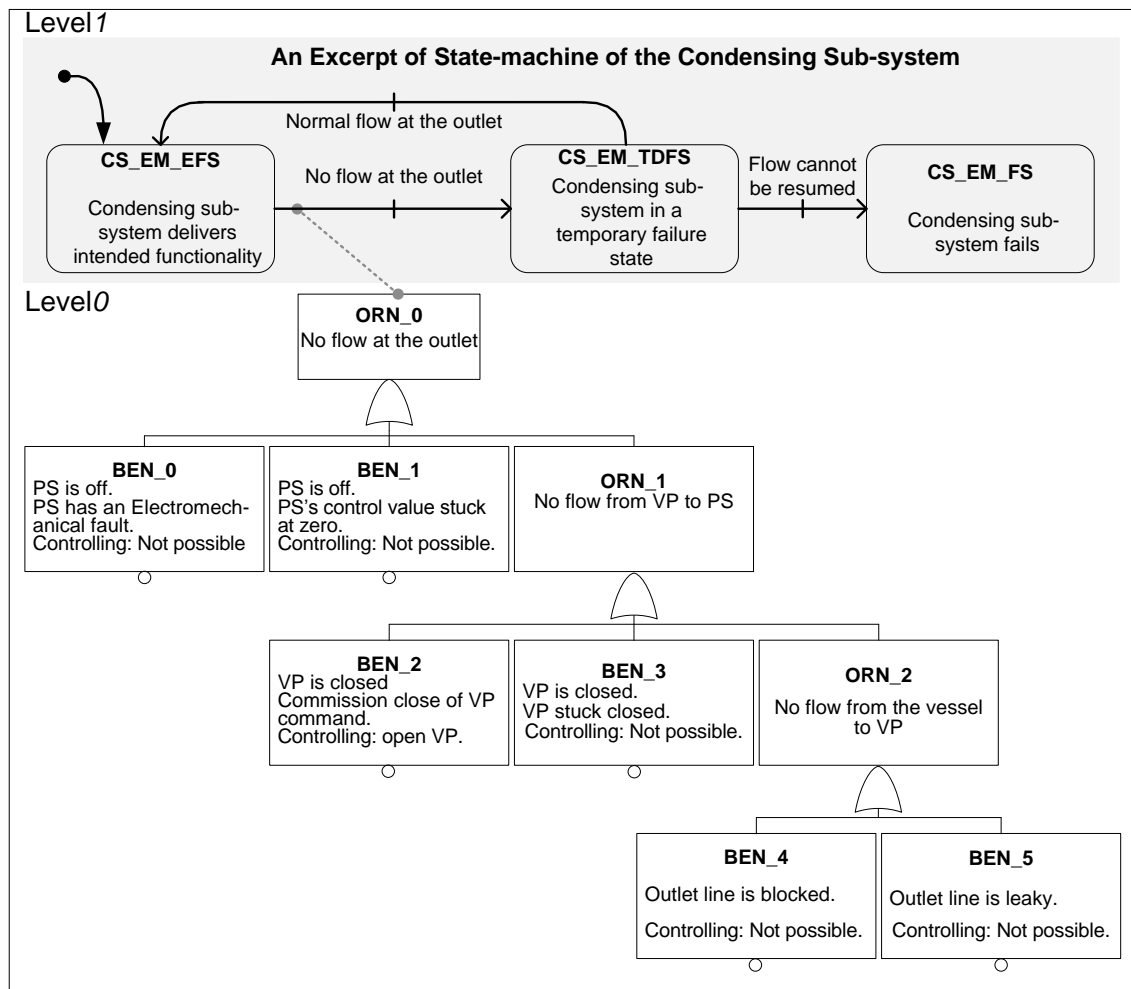 Level1
An Excerpt of State-machine of the Condensing Sub-system
Normal flow at the outlet
CS_EM_EFS
Condensing sub-
system delivers
intended functionality
No flow at the outlet
CS_EM_TDFS
Condensing sub-
system in a
temporary failure
state
Flow cannot
be resumed
CS_EM_FS
Condensing sub-
system fails
Level0
ORN_0
No flow at the outlet
BEN_0
PS is off.
PS has an Electromech-
anical fault.
Controlling: Not possible
BEN_1
PS is off.
PS's control value stuck
at zero.
Controlling: Not possible.
ORN_1
No flow from VP to PS
BEN_2
VP is closed
Commission close of VP
command.
Controlling: open VP.
BEN_3
VP is closed.
VP stuck closed.
Controlling: Not possible.
ORN_2
No flow from the vessel
to VP
BEN_4
Outlet line is blocked.
Controlling: Not possible.
BEN_5
Outlet line is leaky.
Controlling: Not possible.